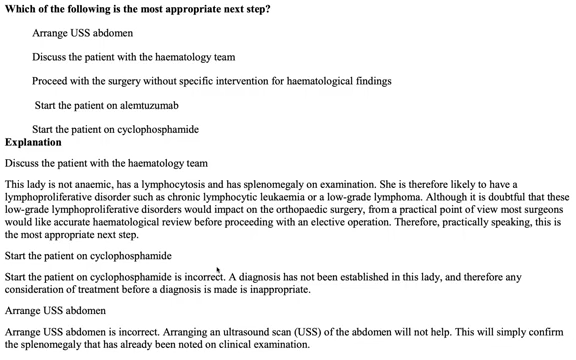 Which of the following is the most appropriate next step?
Arrange USS abdomen
Discuss the patient with the haematology team
Proceed with the surgery without specific intervention for haematological findings
Start the patient on alemtuzumab
Start the patient on cyclophosphamide
Explanation
Discuss the patient with the haematology team
This lady is not anaemic, has a lymphocytosis and has splenomegaly on examination. She is therefore likely to have a
lymphoproliferative disorder such as chronic lymphocytic leukaemia or a low-grade lymphoma. Although it is doubtful that these
low-grade lymphoproliferative disorders would impact on the orthopaedic surgery, from a practical point of view most surgeons
would like accurate haematological review before proceeding with an elective operation. Therefore, practically speaking, this is
the most appropriate next step.
Start the patient on cyclophosphamide
Start the patient on cyclophosphamide is incorrect. A diagnosis has not been established in this lady, and therefore any
consideration of treatment before a diagnosis is made is inappropriate.
Arrange USS abdomen
Arrange USS abdomen is incorrect. Arranging an ultrasound scan (USS) of the abdomen will not help. This will simply confirm
the splenomegaly that has already been noted on clinical examination.